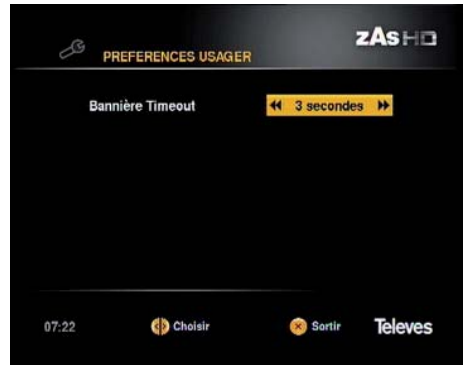 zAs HD
PREFERENCES USAGER
Bannière Timeout
3 secondes
07:22
Choisir
Sortir
Televes